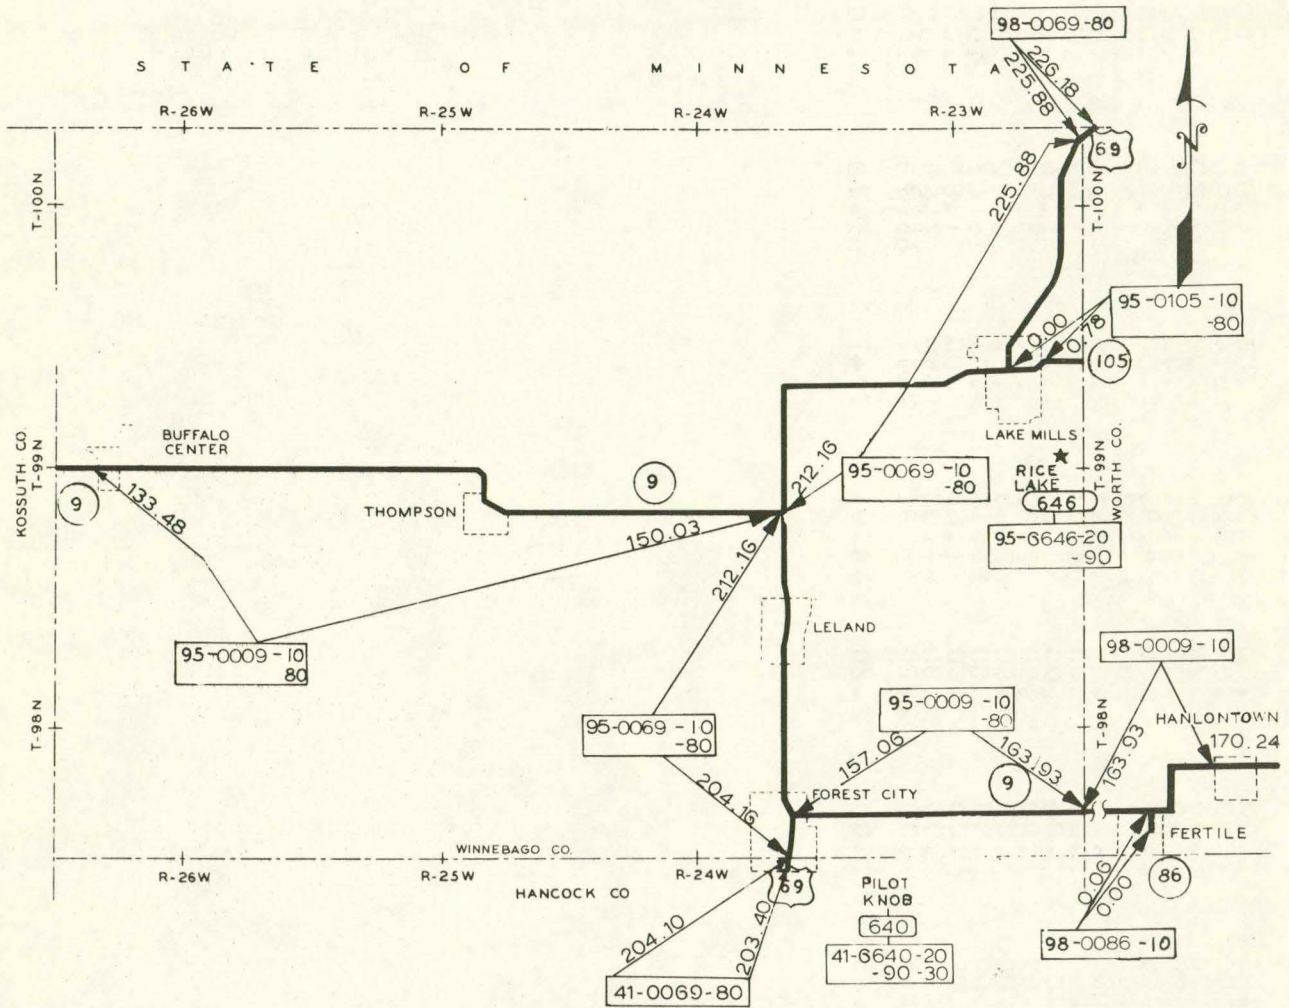 98-0069-80
226.18
225.88
STATE OF MINNESOTA
R-26W
R-25W
R-24W
R-23W
69
T-100N
T-100N
225.88
95-0105-10
-80
0.00
0.78
105
BUFFALO
CENTER
LAKE MILLS
KOSSUTH CO.
T-99N
9
133.48
THOMPSON
9
150.03
212.16
212.16
95-0069-10
-80
RICE
LAKE
646
T-99N
WORTH CO.
95-6646-20
-90
LELAND
95-0009-10
80
98-0009-10
95-0069-10
-80
95-0009-10
-80
T-98N
T-98N
HANLONTOWN
170.24
157.06
163.93
163.93
9
204.16
FOREST CITY
FERTILE
WINNEBAGO CO.
R-26W
R-25W
R-24W
HANCOCK CO
69
PILOT
KNOB
640
41-6640-20
-90-30
86
0.06
0.00
98-0086-10
204.10
203.40
41-0069-80